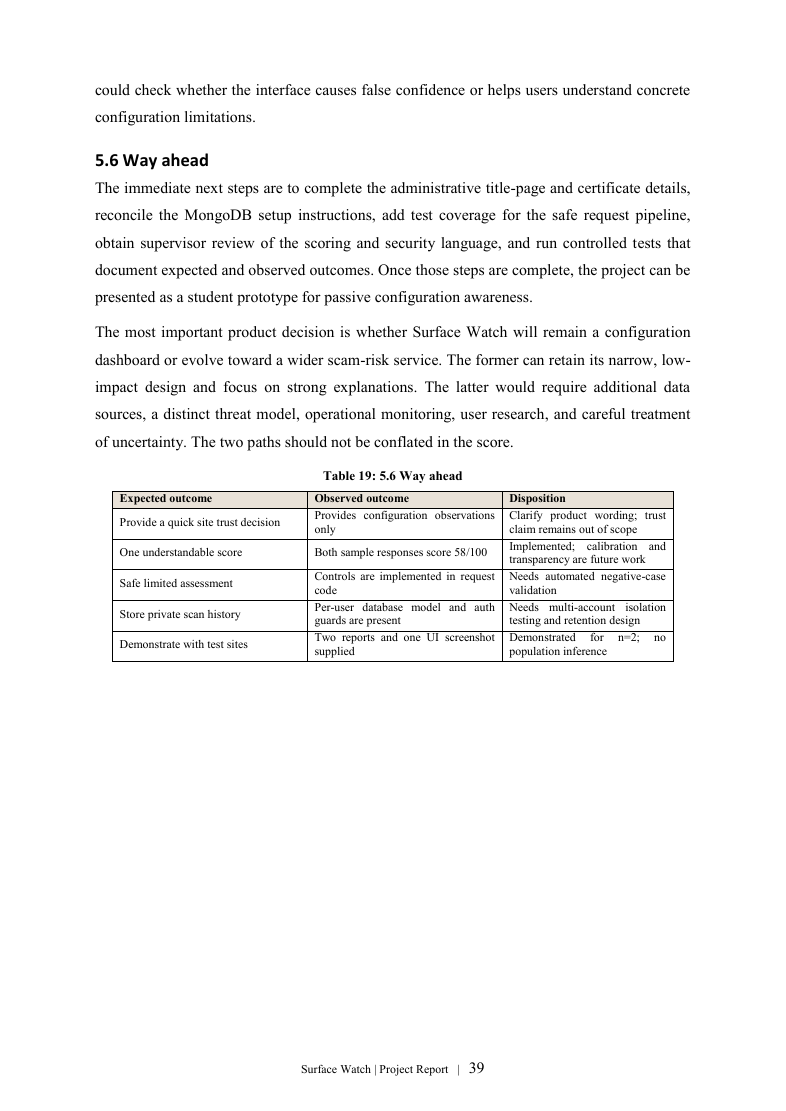 could check whether the interface causes false confidence or helps users understand concrete
configuration limitations.
5.6 Way ahead
The immediate next steps are to complete the administrative title-page and certificate details,
reconcile the MongoDB setup instructions, add test coverage for the safe request pipeline,
obtain supervisor review of the scoring and security language, and run controlled tests that
document expected and observed outcomes. Once those steps are complete, the project can be
presented as a student prototype for passive configuration awareness.
The most important product decision is whether Surface Watch will remain a configuration
dashboard or evolve toward a wider scam-risk service. The former can retain its narrow, low-
impact design and focus on strong explanations. The latter would require additional data
sources, a distinct threat model, operational monitoring, user research, and careful treatment
of uncertainty. The two paths should not be conflated in the score.
Table 19: 5.6 Way ahead
Expected outcome Observed outcome Disposition
Provide a quick site trust decision
Provides configuration observations
only
Clarify product wording; trust
claim remains out of scope
One understandable score
Both sample responses score 58/100
Implemented; calibration and
transparency are future work
Safe limited assessment
Controls are implemented in request
code
Needs automated negative-case
validation
Store private scan history
Per-user database model and auth
guards are present
Needs multi-account isolation
testing and retention design
Demonstrate with test sites
Two reports and one UI screenshot
supplied
Demonstrated for n=2; no
population inference
Surface Watch | Project Report | 39